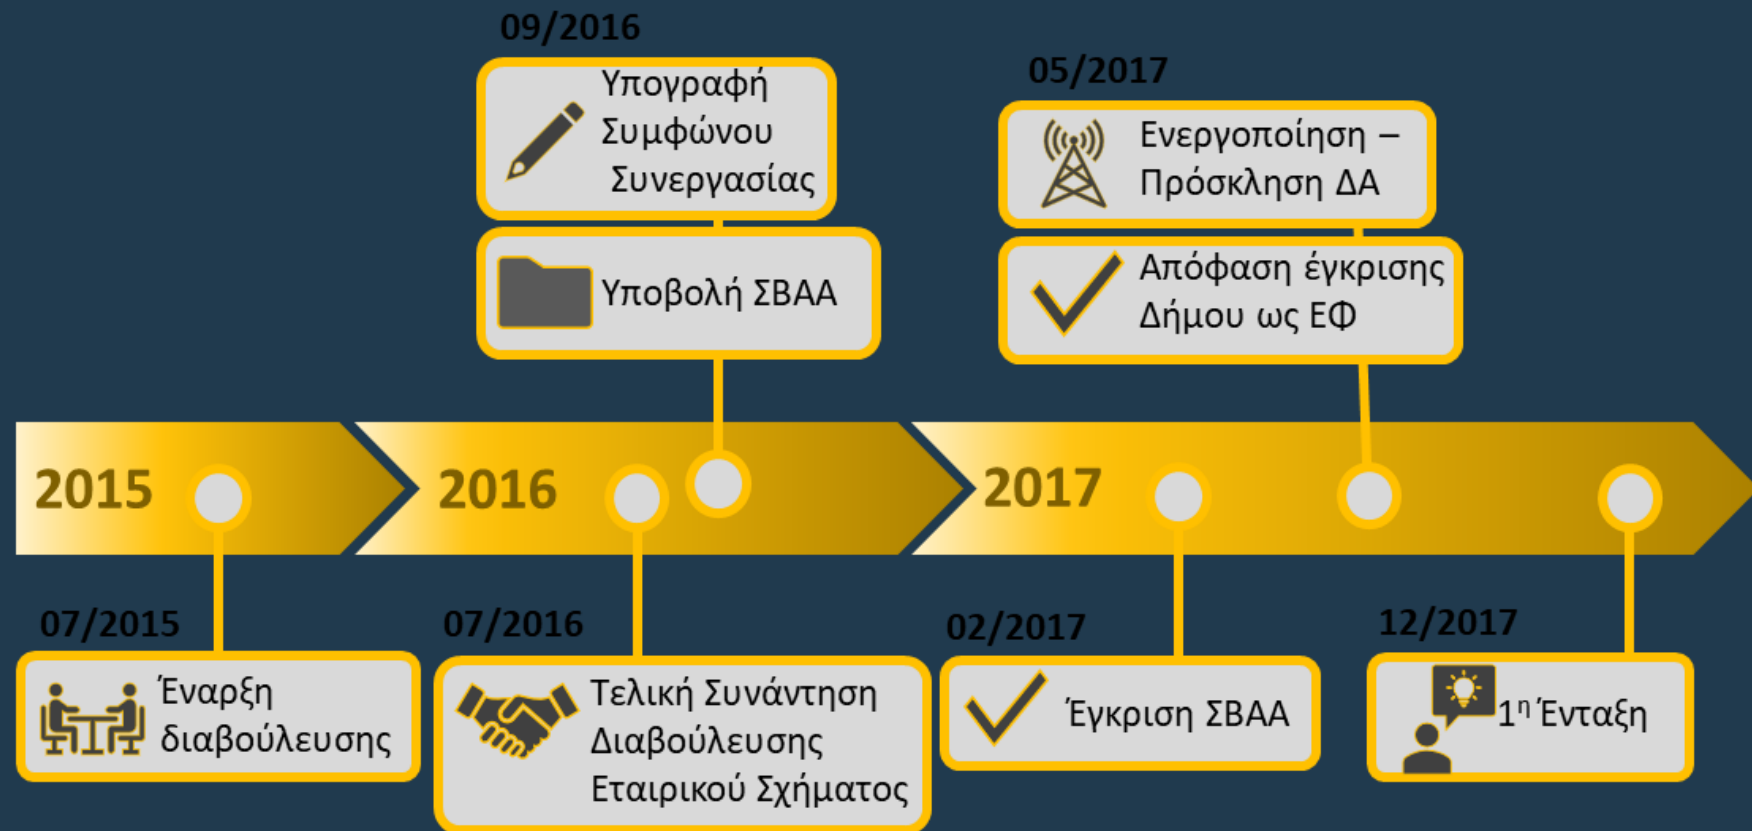 09/2016
Υπογραφή
Συμφώνου
Συνεργασίας
Υποβολή ΣΒΑΑ
05/2017
Ενεργοποίηση –
Πρόσκληση ΔΑ
Απόφαση έγκρισης
Δήμου ως ΕΦ
2015
2016
2017
07/2015
Έναρξη
διαβούλευσης
07/2016
Τελική Συνάντηση
Διαβούλευσης
Εταιρικού Σχήματος
02/2017
Έγκριση ΣΒΑΑ
12/2017
1η Ένταξη